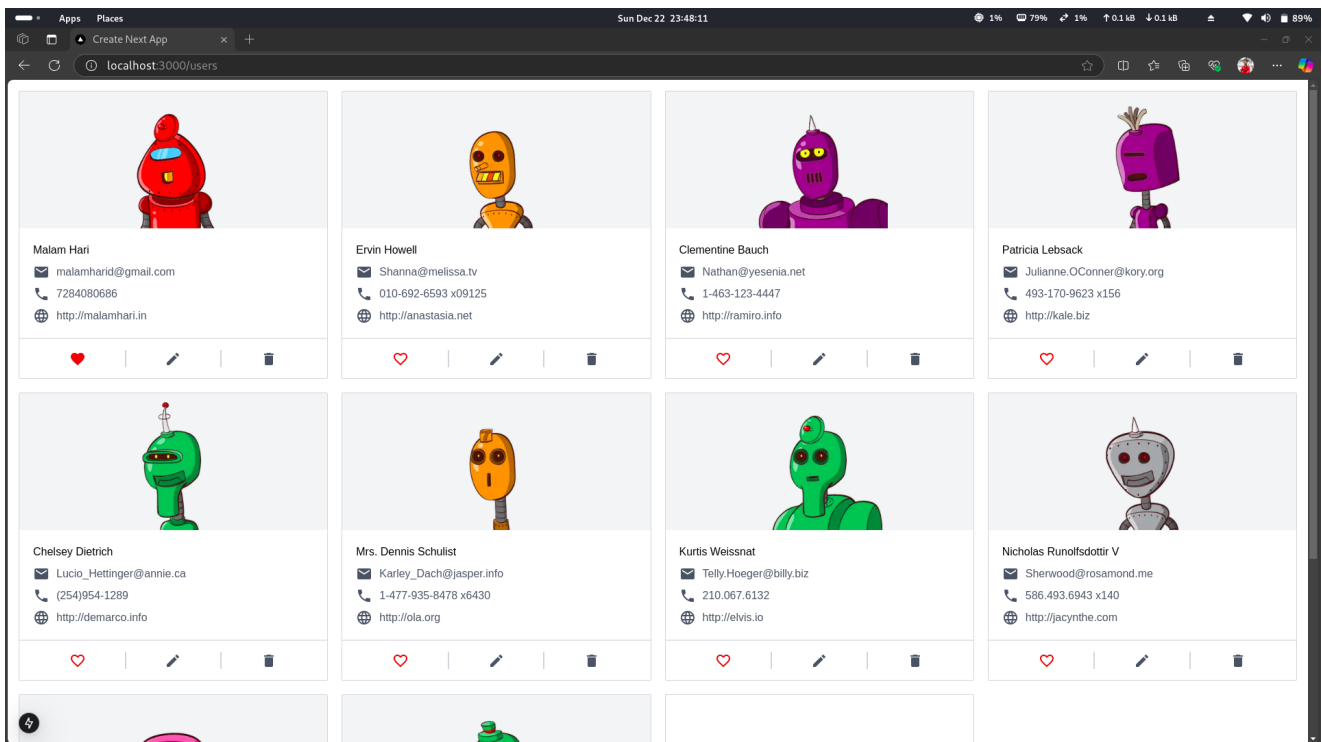 Apps Places Sun Dec 22 23:48:11 1% 79% 1% ↑ 0.1 kB ↓ 0.1 kB 89%
Create Next App
localhost:3000/users
Malam Hari
malamharid@gmail.com
7284080686
http://malamhari.in
Ervin Howell
Shanna@melissa.tv
010-692-6593 x09125
http://anastasia.net
Clementine Bauch
Nathan@yesenia.net
1-463-123-4447
http://ramiro.info
Patricia Lebsack
Julianne.OConner@kory.org
493-170-9623 x156
http://kale.biz
Chelsey Dietrich
Lucio_Hettinger@annie.ca
(254)954-1289
http://demarco.info
Mrs. Dennis Schulist
Karley_Dach@jasper.info
1-477-935-8478 x6430
http://ola.org
Kurtis Weissnat
Telly.Hoeger@billy.biz
210.067.6132
http://elvis.io
Nicholas Runolfsdottir V
Sherwood@rosamond.me
586.493.6943 x140
http://jacynthe.com